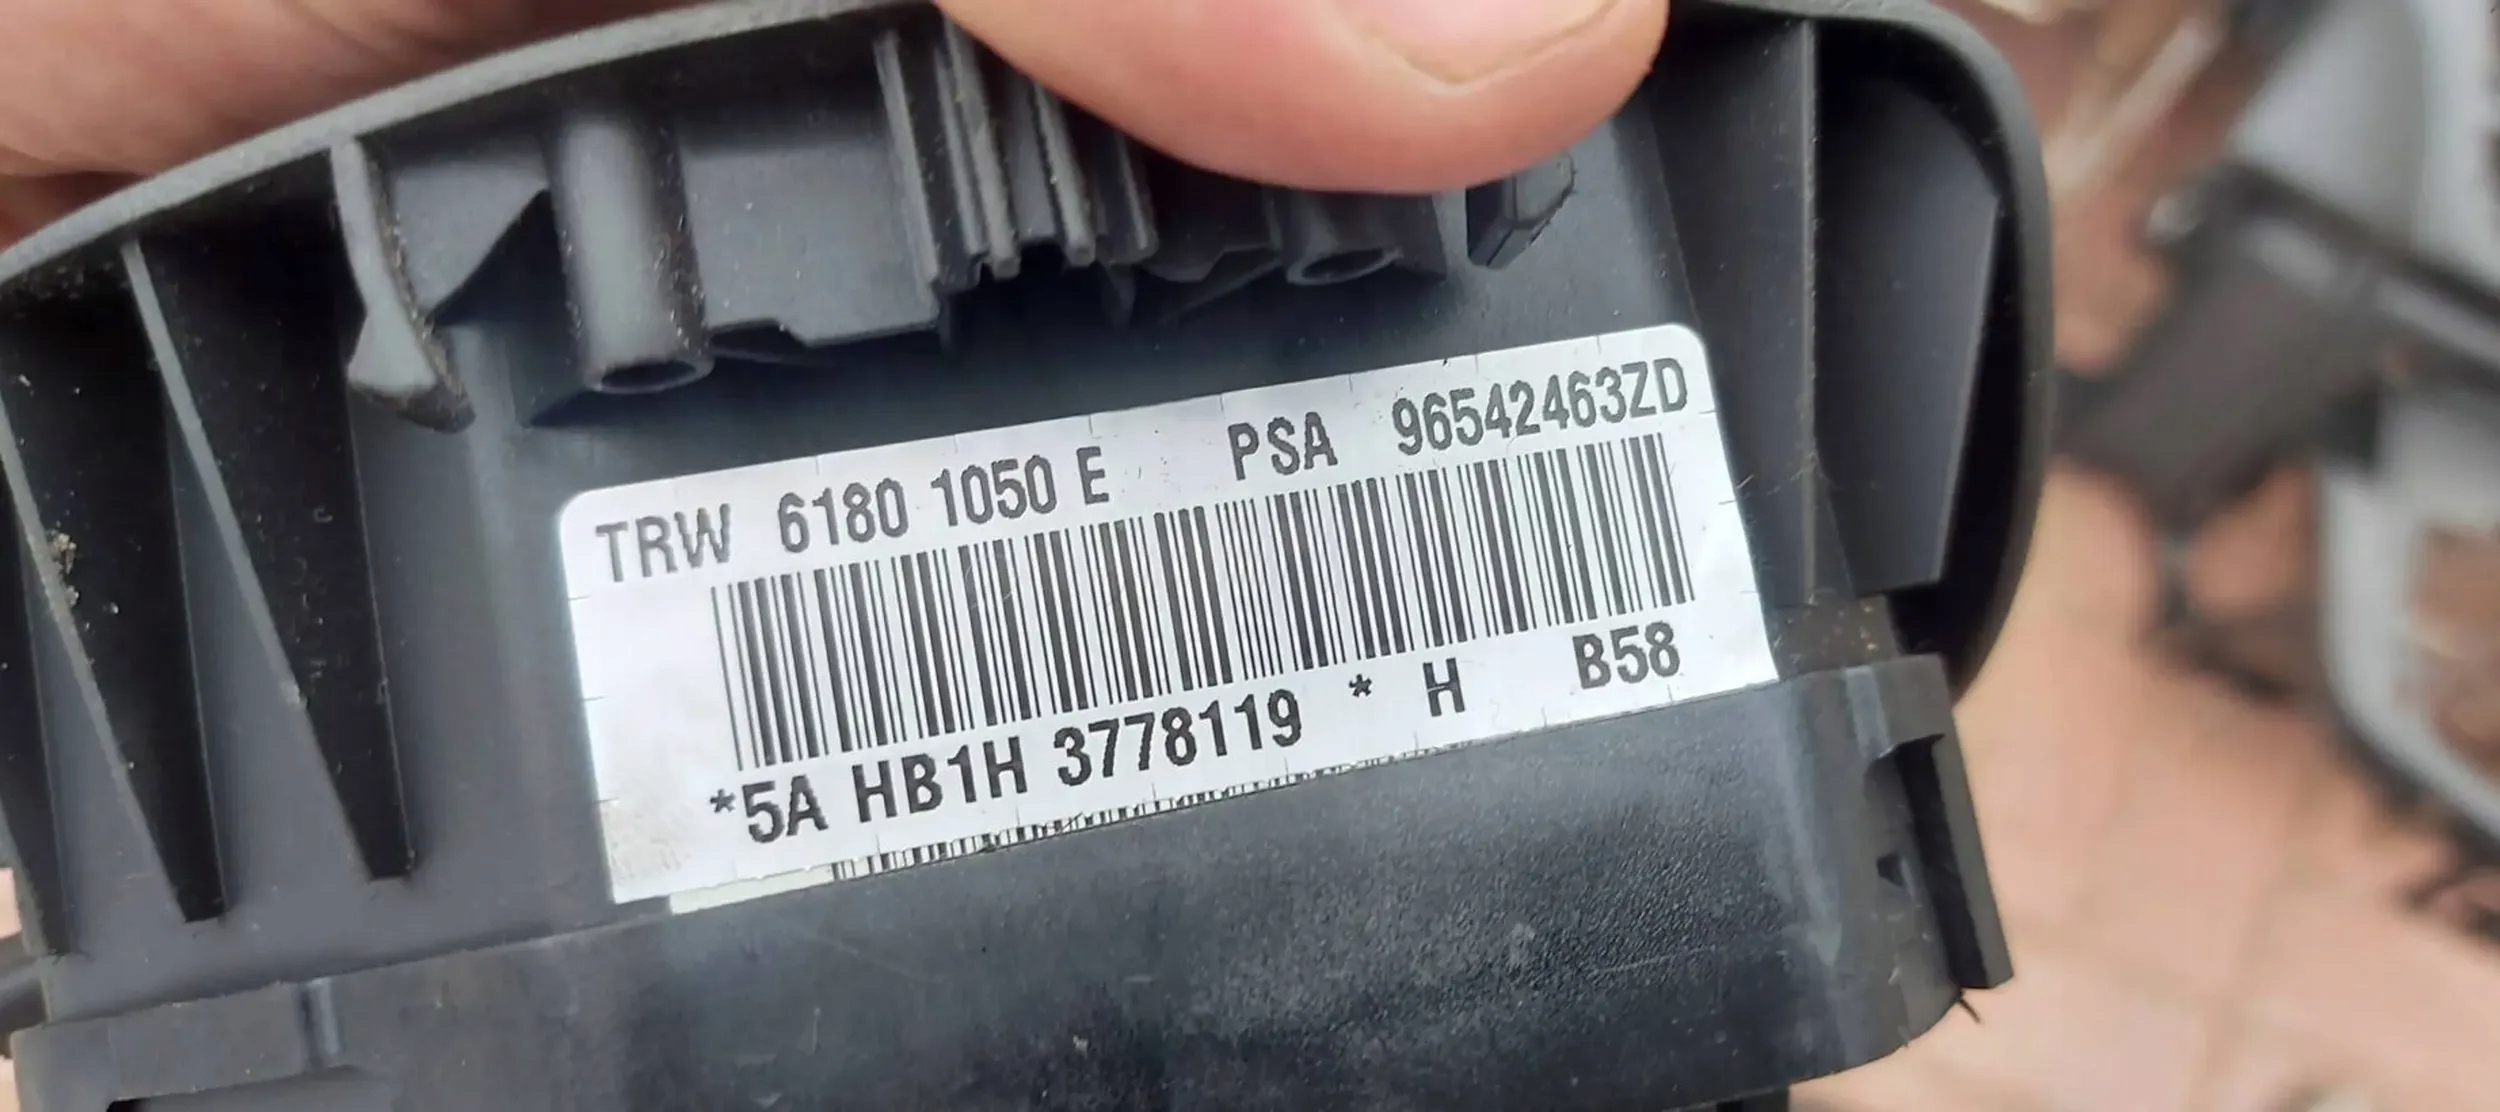 TRW 6180 1050 E PSA 96542463ZD
*5A HB1H 3778119 * H B58